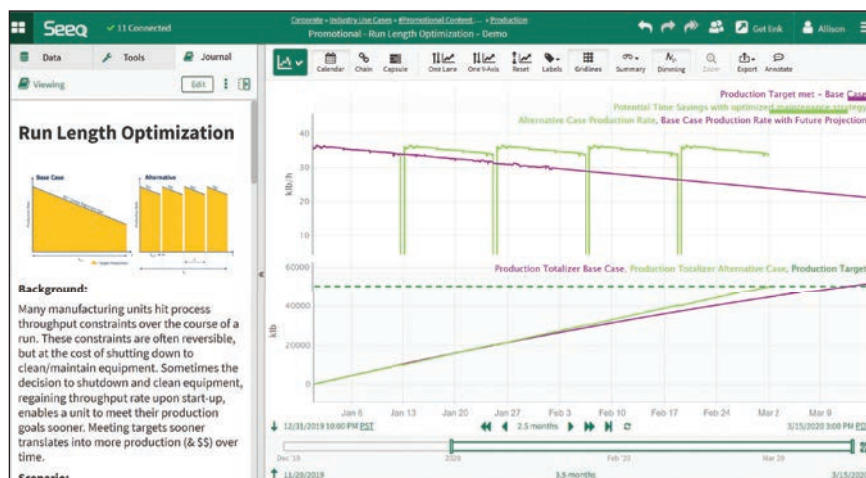 Seeq
11 Connected
Corporate » Industry Use Cases » #Promotional Content ... » Production
Promotional - Run Length Optimization - Demo
Get link
Allison
Data
Tools
Journal
Viewing
Edit
Calendar
Chain
Capsule
One Lane
One Y-Axis
Reset
Labels
Gridlines
Summary
Dimming
Zoom
Export
Annotate
Run Length Optimization
Base Case
Alternative
Background:
Many manufacturing units hit process
throughput constraints over the course of a
run. These constraints are often reversible,
but at the cost of shutting down to
clean/maintain equipment. Sometimes the
decision to shutdown and clean equipment,
regaining throughput rate upon start-up,
enables a unit to meet their production
goals sooner. Meeting targets sooner
translates into more production (& $$) over
time.
Scenario:
Production Target met - Base Case
Potential Time Savings with optimized maintenance strategy
Alternative Case Production Rate, Base Case Production Rate with Future Projection
40
30
20
10
klb/h
Production Totalizer Base Case, Production Totalizer Alternative Case, Production Target
60000
40000
20000
0
klb
Jan 6
Jan 13
Jan 20
Jan 27
Feb 3
Feb 10
Feb 17
Feb 24
Mar 2
Mar 9
12/31/2019 10:00 PM PST
2.5 months
3/15/2020 3:00 PM PD
Dec '19
2020
Feb '20
Mar '20
11/20/2019
3.5 months
3/15/2020